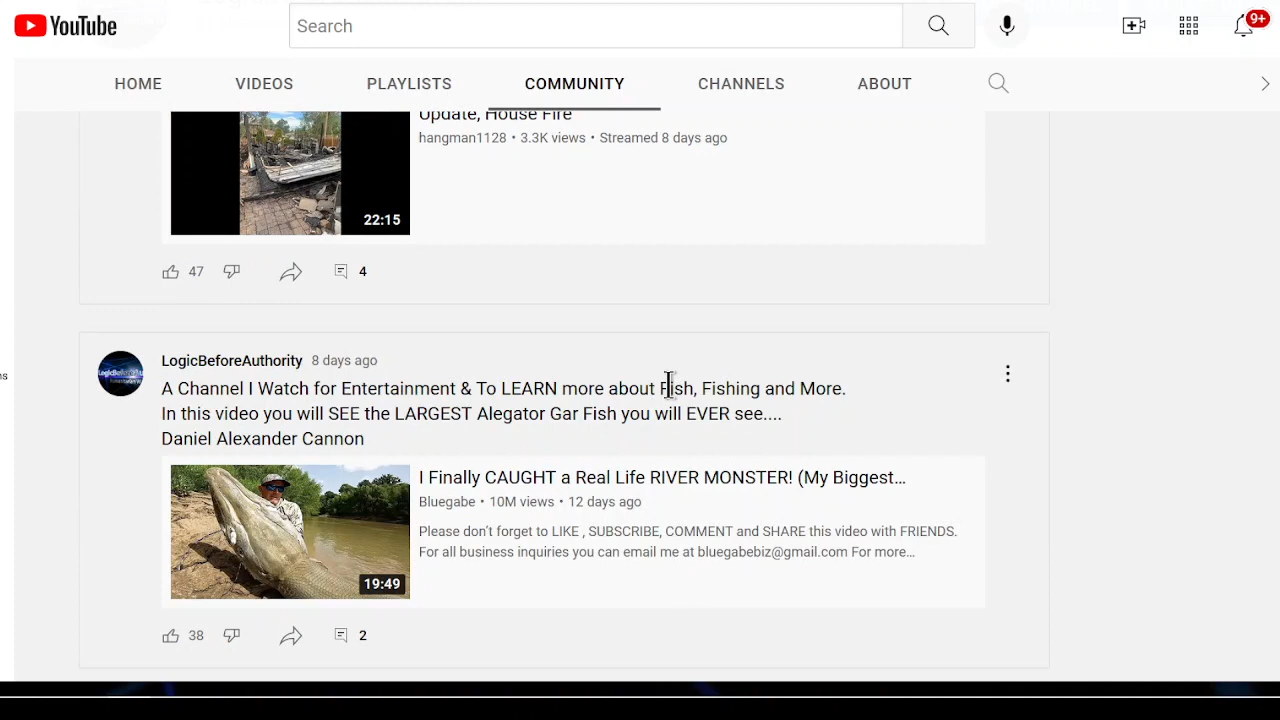 YouTube
Search
9+
HOME
VIDEOS
PLAYLISTS
COMMUNITY
CHANNELS
ABOUT
Update, House Fire
hangman1128 • 3.3K views • Streamed 8 days ago
22:15
47
4
LogicBeforeAuthority 8 days ago
A Channel I Watch for Entertainment & To LEARN more about Fish, Fishing and More.
In this video you will SEE the LARGEST Alegator Gar Fish you will EVER see....
Daniel Alexander Cannon
I Finally CAUGHT a Real Life RIVER MONSTER! (My Biggest...
Bluegabe • 10M views • 12 days ago
Please don't forget to LIKE , SUBSCRIBE, COMMENT and SHARE this video with FRIENDS.
For all business inquiries you can email me at bluegabebiz@gmail.com For more...
19:49
38
2